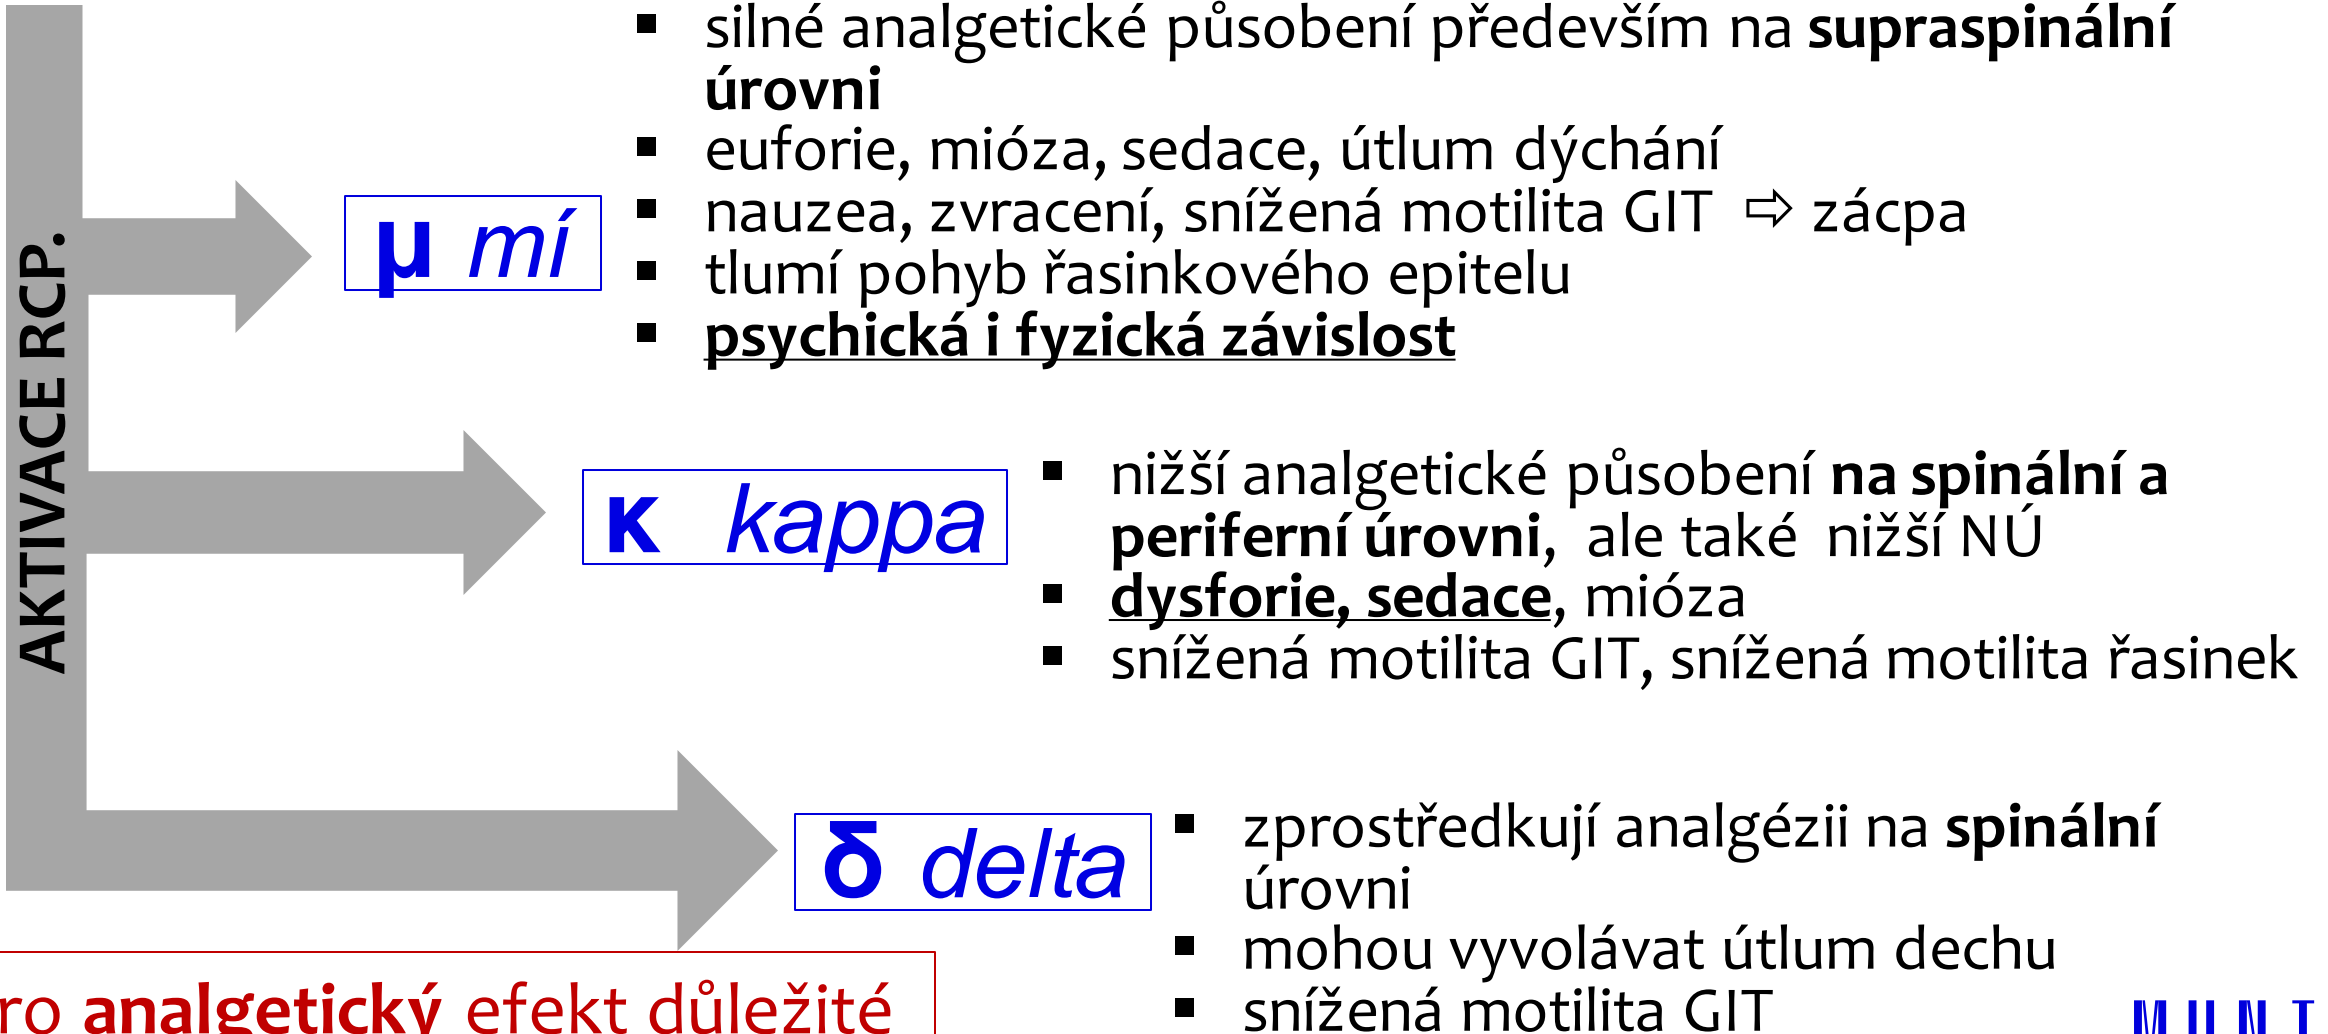 AKTIVACE RCP.
▪ silné analgetické působení především na supraspinální
úrovni
▪ euforie, mióza, sedace, útlum dýchání
▪ nauzea, zvracení, snížená motilita GIT ⇨ zácpa
▪ tlumí pohyb řasinkového epitelu
▪ psychická i fyzická závislost
μ mí
▪ nižší analgetické působení na spinální a
periferní úrovni, ale také nižší NÚ
▪ dysforie, sedace, mióza
▪ snížená motilita GIT, snížená motilita řasinek
κ kappa
▪ zprostředkují analgézii na spinální
úrovni
▪ mohou vyvolávat útlum dechu
▪ snížená motilita GIT
δ delta
ro analgetický efekt důležité
MUNI